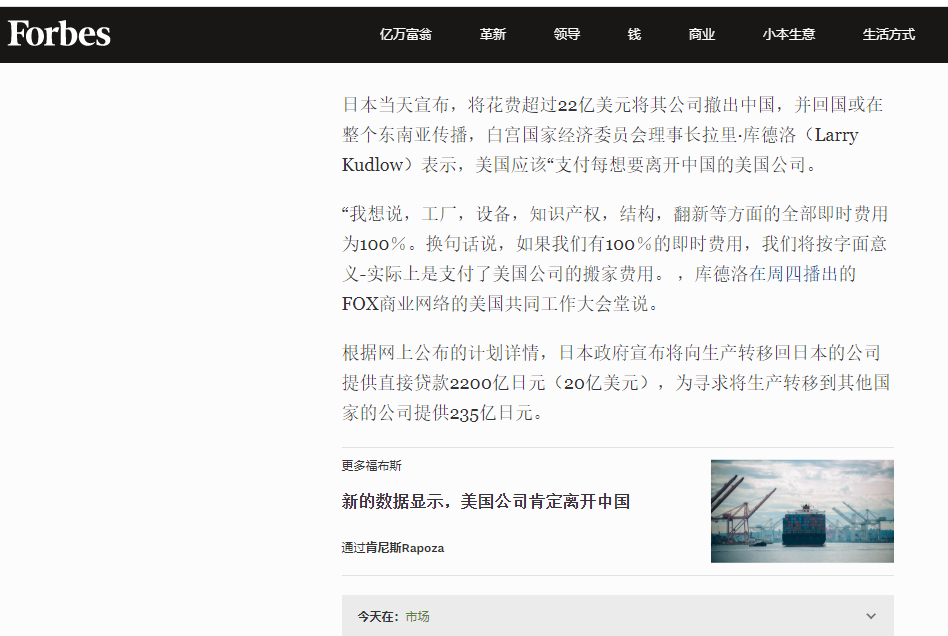 Forbes
亿万富翁 革新 领导 钱 商业 小本生意 生活方式
日本当天宣布，将花费超过22亿美元将其公司撤出中国，并回国或在
整个东南亚传播，白宫国家经济委员会理事长拉里·库德洛（Larry
Kudlow）表示，美国应该“支付每想要离开中国的美国公司。
“我想说，工厂，设备，知识产权，结构，翻新等方面的全部即时费用
为100％。换句话说，如果我们有100％的即时费用，我们将按字面意
义-实际上是支付了美国公司的搬家费用。 ，库德洛在周四播出的
FOX商业网络的美国共同工作大会堂说。
根据网上公布的计划详情，日本政府宣布将向生产转移回日本的公司
提供直接贷款2200亿日元（20亿美元），为寻求将生产转移到其他国
家的公司提供235亿日元。
更多福布斯
新的数据显示，美国公司肯定离开中国
通过肯尼斯Rapoza
今天在：市场